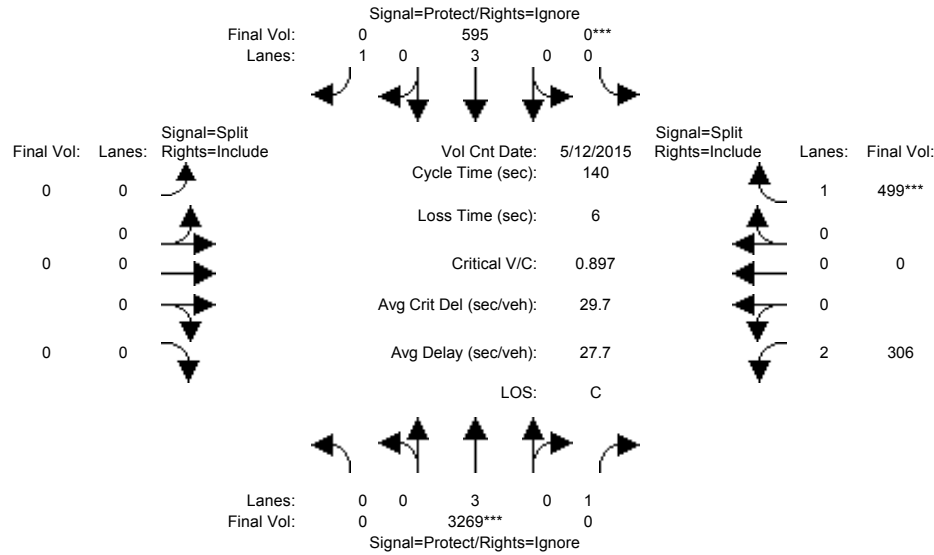 Signal=Protect/Rights=Ignore
Final Vol: 0 595 0***
Lanes: 1 0 3 0 0
Signal=Split Signal=Split
Final Vol: Lanes: Rights=Include Vol Cnt Date: 5/12/2015 Rights=Include Lanes: Final Vol:
Cycle Time (sec): 140
0 0 1 499***
Loss Time (sec): 6
0 0
0 0 Critical V/C: 0.897 0 0
0 Avg Crit Del (sec/veh): 29.7 0
0 0 Avg Delay (sec/veh): 27.7 2 306
LOS: C
Lanes: 0 0 3 0 1
Final Vol: 0 3269*** 0
Signal=Protect/Rights=Ignore